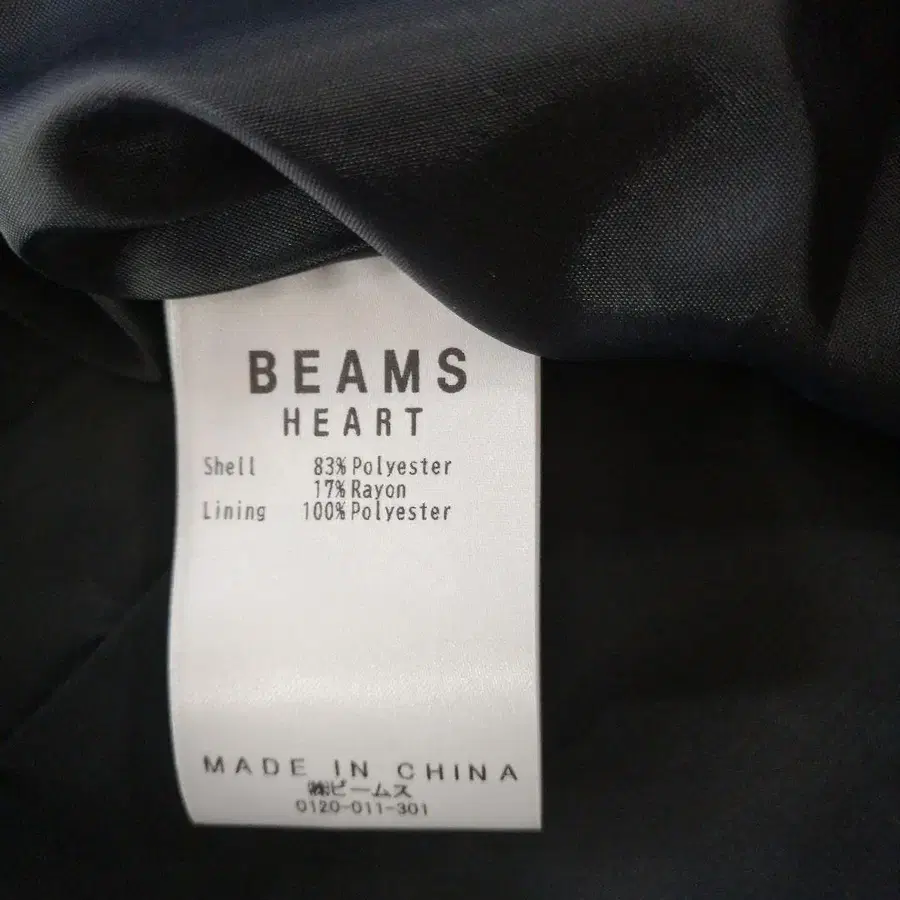 BEAMS
HEART
Shell 83% Polyester
17% Rayon
Lining 100% Polyester
MADE IN CHINA
㈱ビームス
0120-011-301